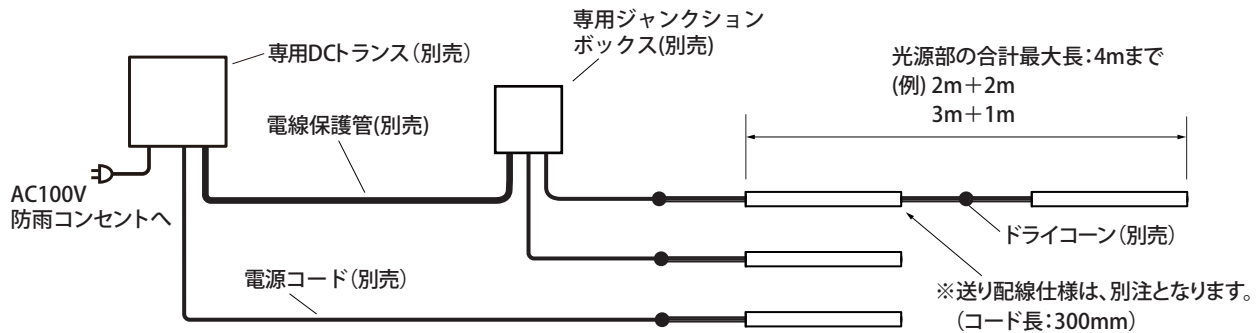 専用DCトランス（別売）
専用ジャンクション
ボックス(別売)
光源部の合計最大長：4mまで
(例) 2m＋2m
3m＋1m
電線保護管(別売)
AC100V
防雨コンセントへ
ドライコーン（別売）
電源コード（別売）
※送り配線仕様は、別注となります。
（コード長：300mm）